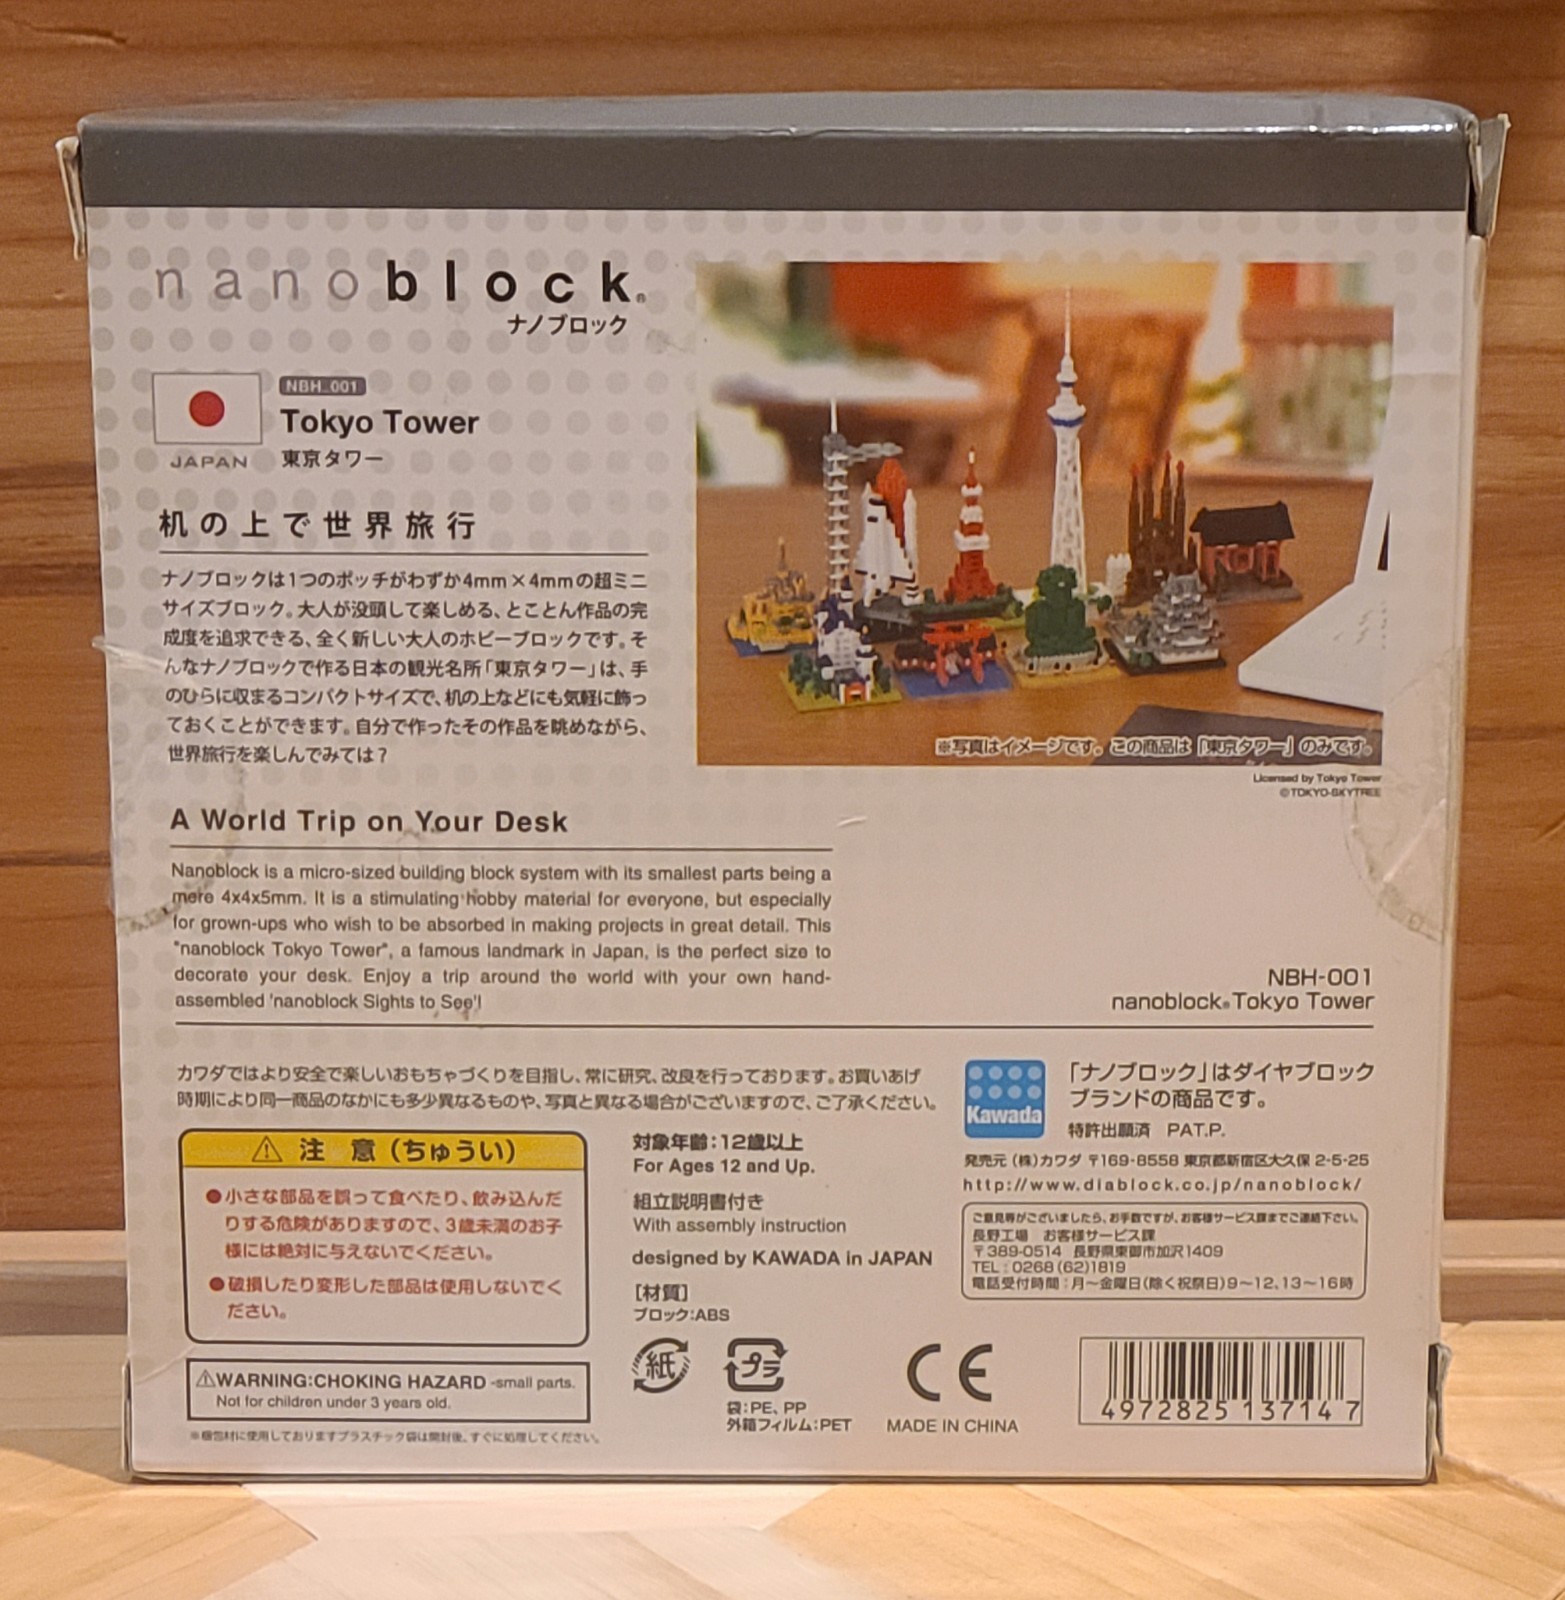 nanoblock®
ナノブロック
NBH_001
Tokyo Tower
JAPAN
東京タワー
机の上で世界旅行
ナノブロックは1つのポッチがわずか4mm×4mmの超ミニ
サイズブロック。大人が没頭して楽しめる、とことん作品の完
成度を追求できる、全く新しい大人のホビーブロックです。そ
んなナノブロックで作る日本の観光名所「東京タワー」は、手
のひらに収まるコンパクトサイズで、机の上などにも気軽に飾っ
ておくことができます。自分で作ったその作品を眺めながら、
世界旅行を楽しんでみては?
※写真はイメージです。この商品は「東京タワー」のみです。
Licensed by Tokyo Tower
©TOKYO-SKYTREE
A World Trip on Your Desk
Nanoblock is a micro-sized building block system with its smallest parts being a
mere 4x4x5mm. It is a stimulating hobby material for everyone, but especially
for grown-ups who wish to be absorbed in making projects in great detail. This
"nanoblock Tokyo Tower", a famous landmark in Japan, is the perfect size to
decorate your desk. Enjoy a trip around the world with your own hand-
assembled 'nanoblock Sights to See'!
NBH-001
nanoblock®Tokyo Tower
カワダではより安全で楽しいおもちゃづくりを目指し、常に研究、改良を行っております。お買いあげ
時期により同一商品のなかにも多少異なるものや、写真と異なる場合がございますので、ご了承ください。
⚠ 注 意(ちゅうい)
●小さな部品を誤って食べたり、飲み込んだ
りする危険がありますので、3歳未満のお子
様には絶対に与えないでください。
●破損したり変形した部品は使用しないでく
ださい。
⚠WARNING:CHOKING HAZARD -small parts.
Not for children under 3 years old.
※梱包材に使用しておりますプラスチック袋は開封後、すぐに処理してください。
対象年齢:12歳以上
For Ages 12 and Up.
組立説明書付き
With assembly instruction
designed by KAWADA in JAPAN
[材質]
ブロック:ABS
紙
プラ
袋:PE、PP
外箱フィルム:PET
CE
MADE IN CHINA
Kawada
「ナノブロック」はダイヤブロック
ブランドの商品です。
特許出願済 PAT.P.
発売元 (株)カワダ 〒169-8558 東京都新宿区大久保 2-5-25
http://www.diablock.co.jp/nanoblock/
ご意見等がございましたら、お手数ですが、お客様サービス課までご連絡下さい。
長野工場 お客様サービス課
〒389-0514 長野県東御市加沢1409
TEL:0268(62)1819
電話受付時間:月〜金曜日(除く祝祭日)9〜12、13〜16時
4972825 137147